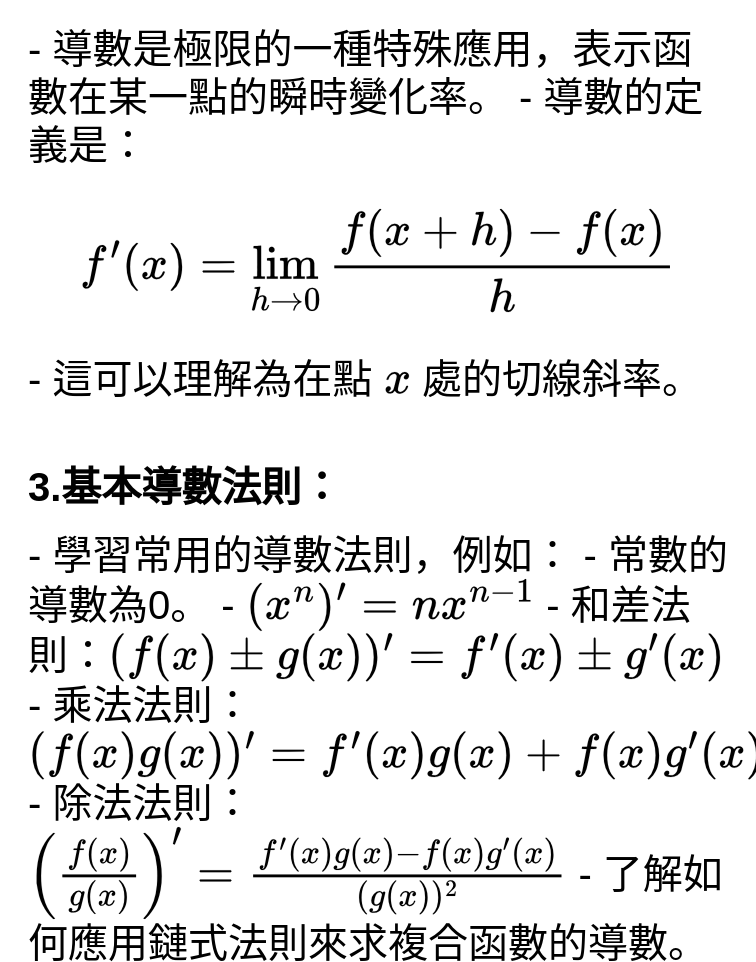 - 導數是極限的一種特殊應用，表示函
數在某一點的瞬時變化率。 - 導數的定
義是：
f′(x) = lim_{h→0} \frac{f(x + h) − f(x)}{h}
- 這可以理解為在點 x 處的切線斜率。
3.基本導數法則：
- 學習常用的導數法則，例如： - 常數的
導數為0。 - (x^n)′ = nx^{n−1} - 和差法
則：(f(x) ± g(x))′ = f′(x) ± g′(x)
- 乘法法則：
(f(x)g(x))′ = f′(x)g(x) + f(x)g′(x)
- 除法法則：
\left(\frac{f(x)}{g(x)}\right)′ = \frac{f′(x)g(x)−f(x)g′(x)}{(g(x))^2} - 了解如
何應用鏈式法則來求複合函數的導數。